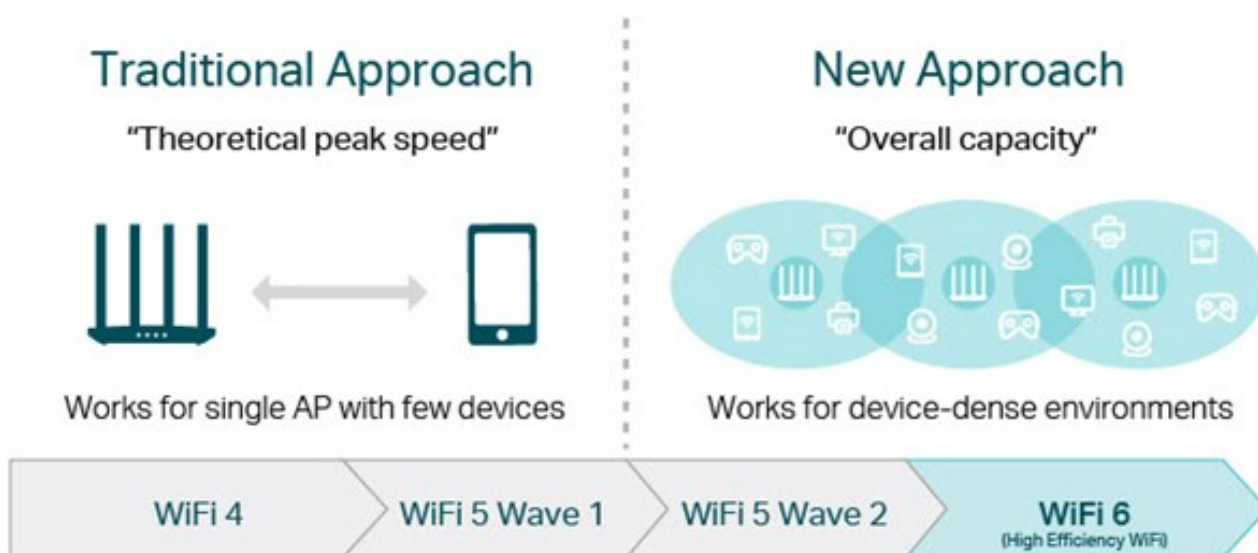 Traditional Approach
"Theoretical peak speed"
Works for single AP with few devices
New Approach
"Overall capacity"
Works for device-dense environments
WiFi 4
WiFi 5 Wave 1
WiFi 5 Wave 2
WiFi 6
(High Efficiency WiFi)